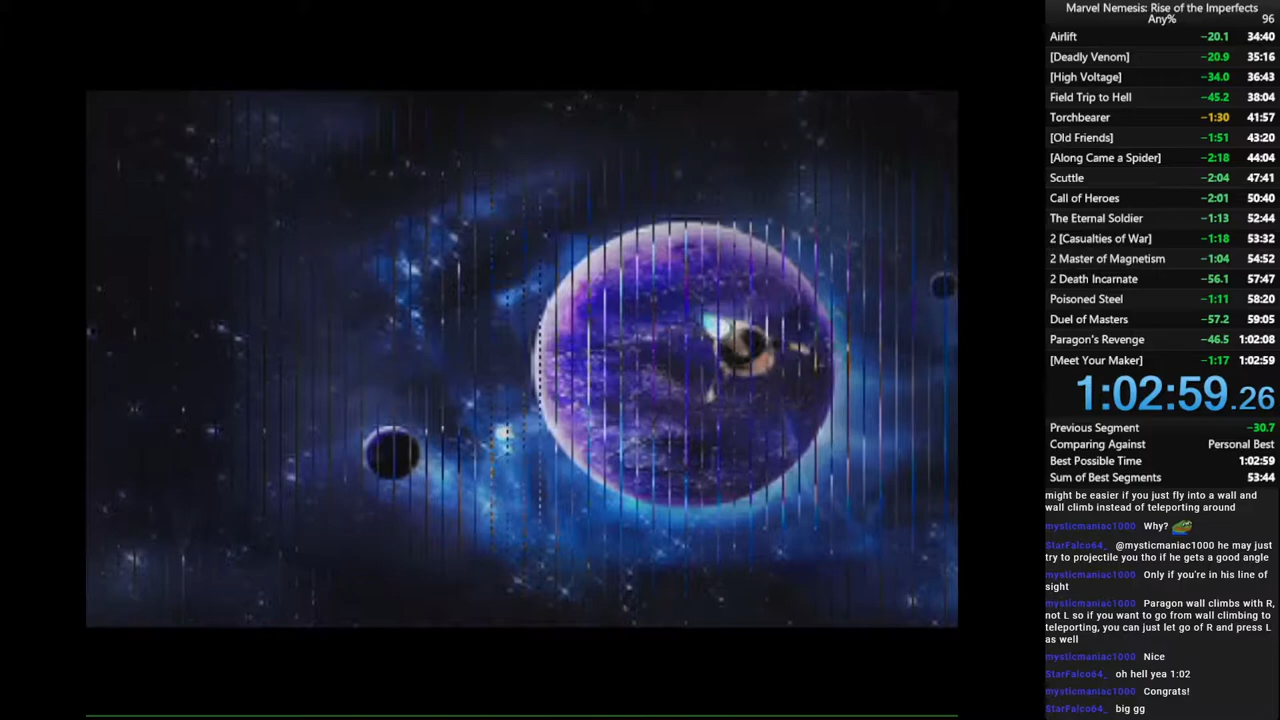 Marvel Nemesis: Rise of the Imperfects
Any% 96
Airlift -20.1 34:40
[Deadly Venom] -20.9 35:16
[High Voltage] -34.0 36:43
Field Trip to Hell -45.2 38:04
Torchbearer -1:30 41:57
[Old Friends] -1:51 43:20
[Along Came a Spider] -2:18 44:04
Scuttle -2:04 47:41
Call of Heroes -2:01 50:40
The Eternal Soldier -1:13 52:44
2 [Casualties of War] -1:18 53:32
2 Master of Magnetism -1:04 54:52
2 Death Incarnate -56.1 57:47
Poisoned Steel -1:11 58:20
Duel of Masters -57.2 59:05
Paragon's Revenge -46.5 1:02:08
[Meet Your Maker] -1:17 1:02:59
1:02:59.26
Previous Segment -30.7
Comparing Against Personal Best
Best Possible Time 1:02:59
Sum of Best Segments 53:44
might be easier if you just fly into a wall and
wall climb instead of teleporting around
mysticmaniac1000 Why?
StarFalco64_ @mysticmaniac1000 he may just
try to projectile you tho if he gets a good angle
mysticmaniac1000 Only if you're in his line of
sight
mysticmaniac1000 Paragon wall climbs with R,
not L so if you want to go from wall climbing to
teleporting, you can just let go of R and press L
as well
mysticmaniac1000 Nice
StarFalco64_ oh hell yea 1:02
mysticmaniac1000 Congrats!
StarFalco64_ big gg